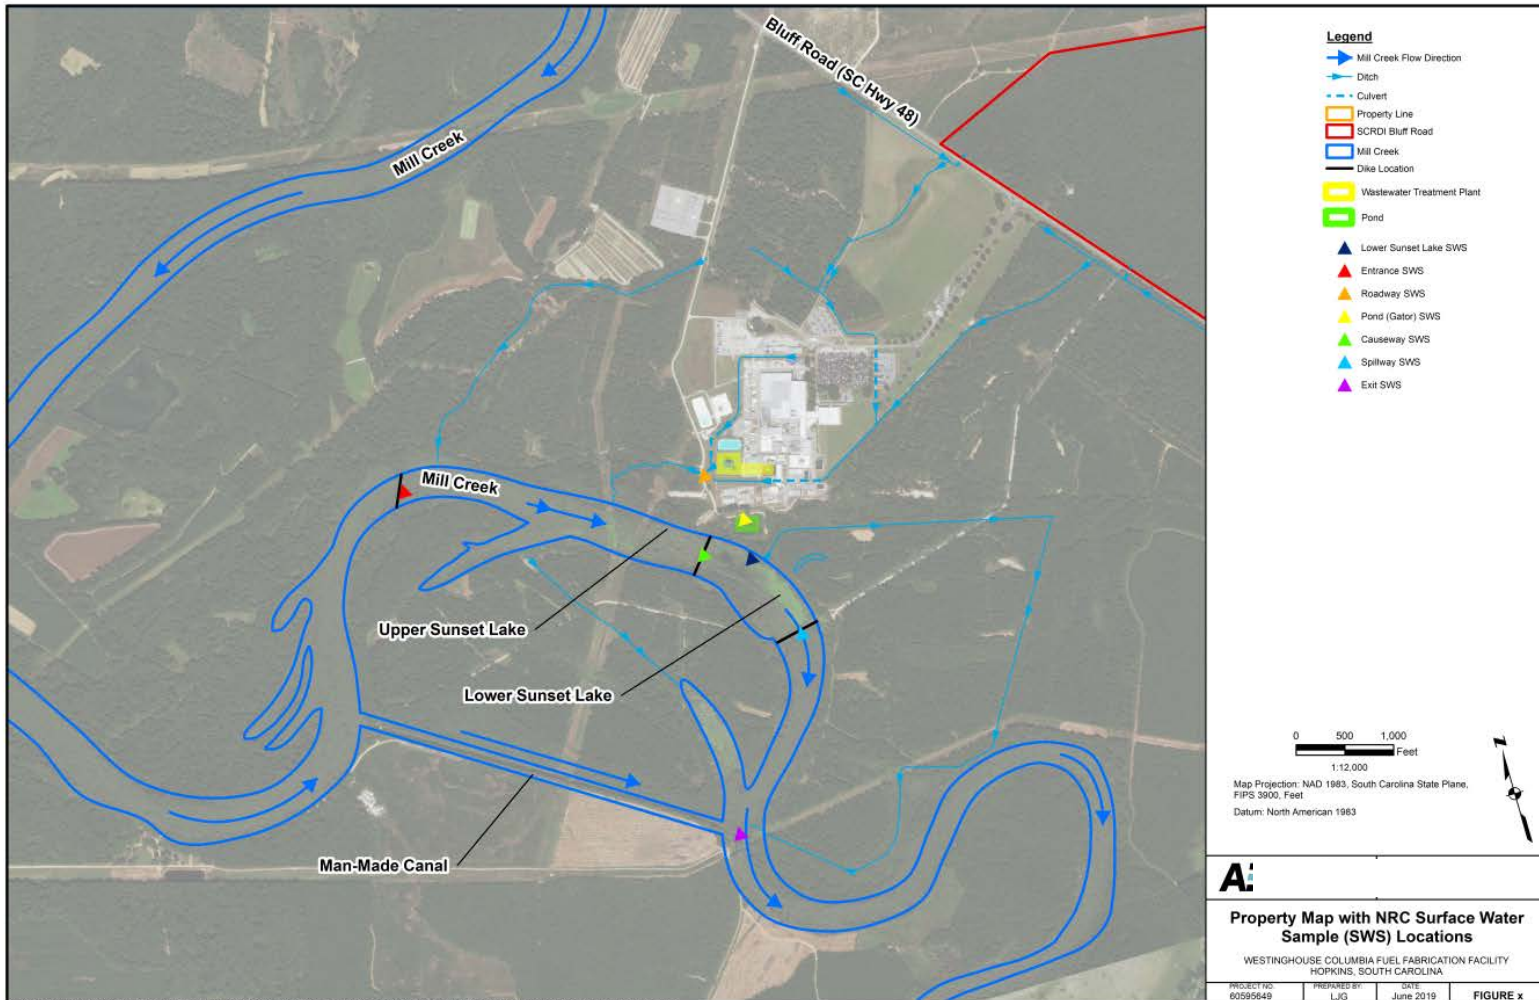 Bluff Road (SC Hwy 48)
Mill Creek
Mill Creek
Upper Sunset Lake
Lower Sunset Lake
Man-Made Canal
Legend
Mill Creek Flow Direction
Ditch
Culvert
Property Line
SCRDI Bluff Road
Mill Creek
Dike Location
Wastewater Treatment Plant
Pond
Lower Sunset Lake SWS
Entrance SWS
Roadway SWS
Pond (Gator) SWS
Causeway SWS
Spillway SWS
Exit SWS
0 500 1,000
Feet
1:12,000
Map Projection: NAD 1983, South Carolina State Plane,
FIPS 3900, Feet
Datum: North American 1983
Z
A
Property Map with NRC Surface Water
Sample (SWS) Locations
WESTINGHOUSE COLUMBIA FUEL FABRICATION FACILITY
HOPKINS, SOUTH CAROLINA
PROJECT NO. PREPARED BY: DATE:
60595649 LJG June 2019 FIGURE x